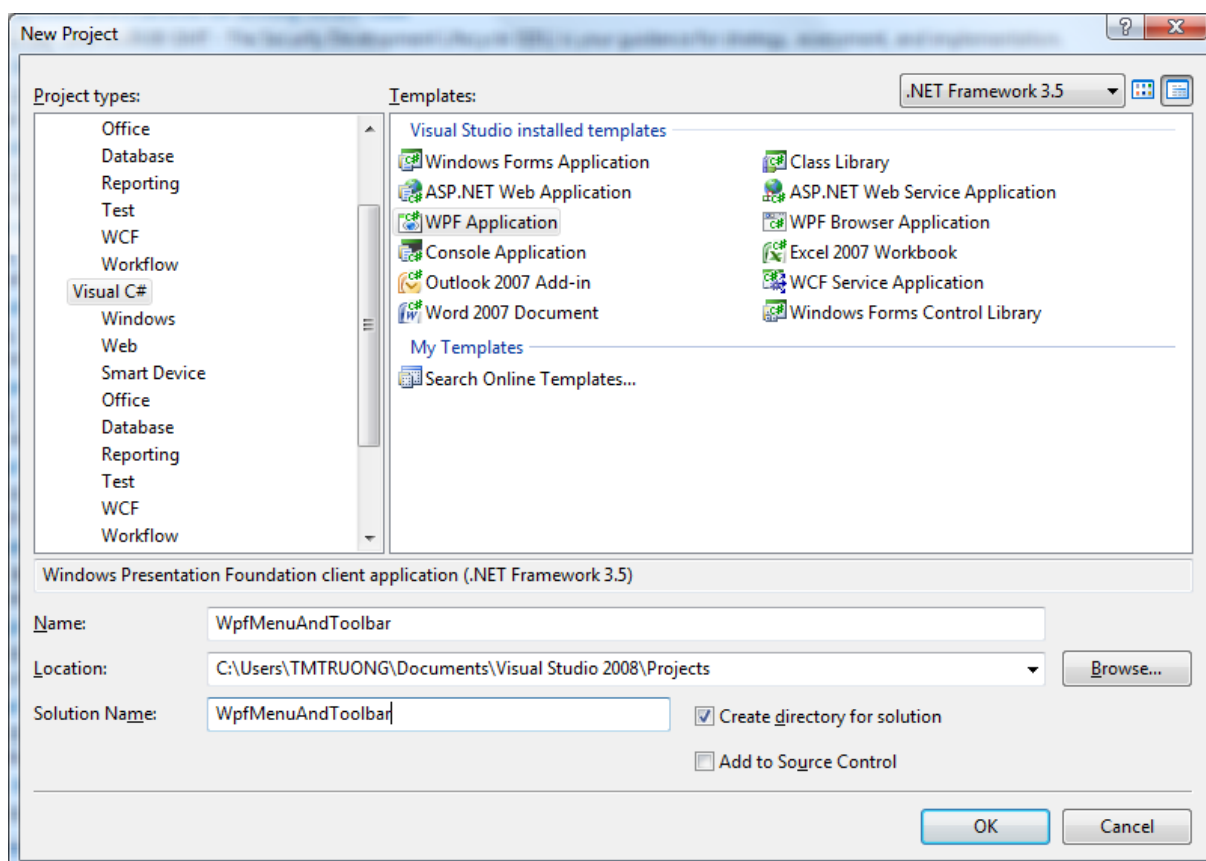 New Project
Project types:
Templates:
.NET Framework 3.5
Office
Database
Reporting
Test
WCF
Workflow
Visual C#
Windows
Web
Smart Device
Office
Database
Reporting
Test
WCF
Workflow
Visual Studio installed templates
Windows Forms Application
Class Library
ASP.NET Web Application
ASP.NET Web Service Application
WPF Application
WPF Browser Application
Console Application
Excel 2007 Workbook
Outlook 2007 Add-in
WCF Service Application
Word 2007 Document
Windows Forms Control Library
My Templates
Search Online Templates...
Windows Presentation Foundation client application (.NET Framework 3.5)
Name:
WpfMenuAndToolbar
Location:
C:\Users\TMTRUONG\Documents\Visual Studio 2008\Projects
Browse...
Solution Name:
WpfMenuAndToolbar
Create directory for solution
Add to Source Control
OK
Cancel